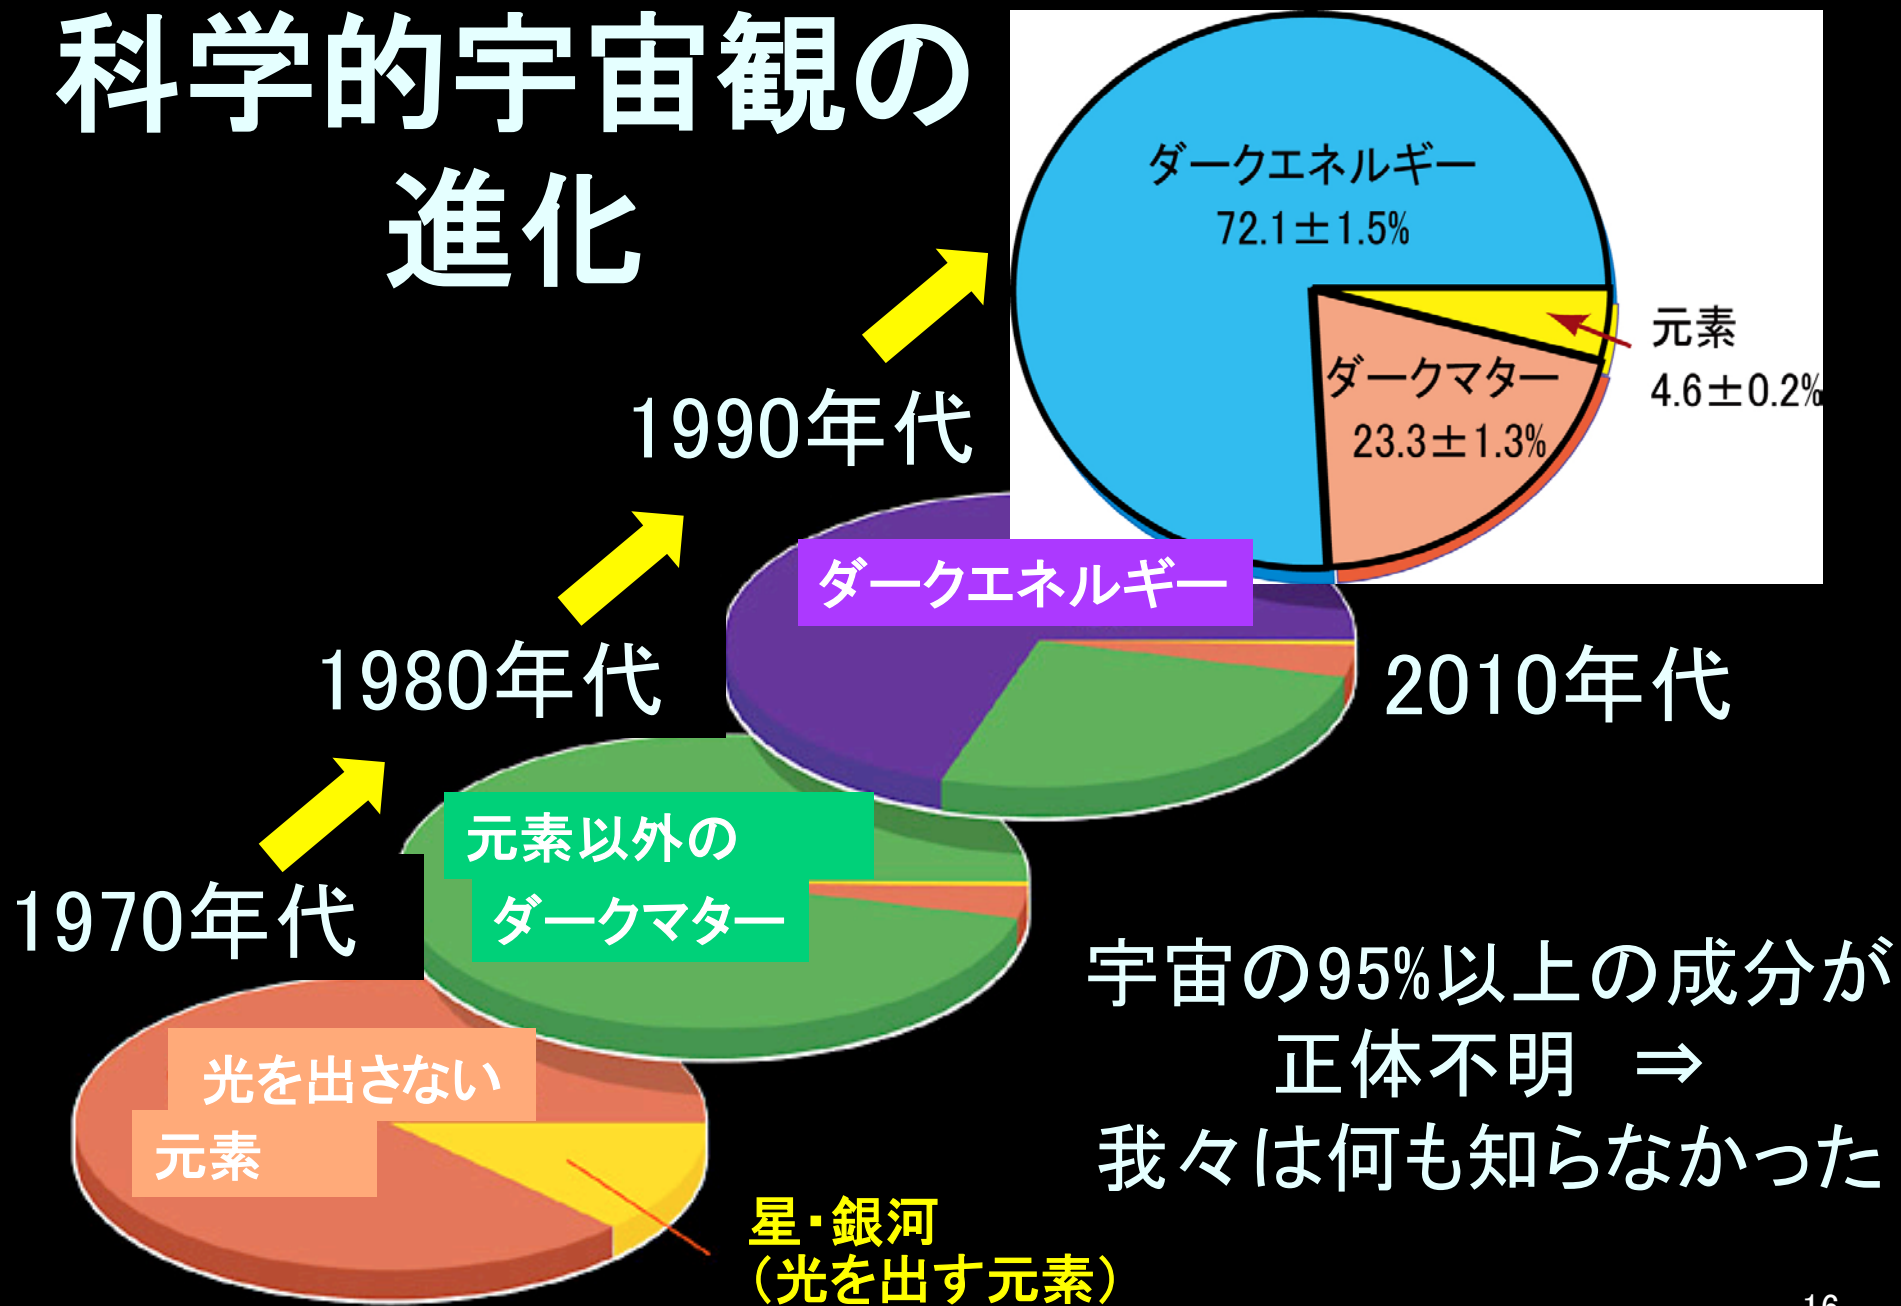 科学的宇宙観の
進化
ダークエネルギー
72.1±1.5%
元素
4.6±0.2%
ダークマター
23.3±1.3%
1990年代
ダークエネルギー
1980年代
2010年代
元素以外の
ダークマター
1970年代
光を出さない
元素
星・銀河
(光を出す元素)
宇宙の95%以上の成分が
正体不明　⇒
我々は何も知らなかった
16